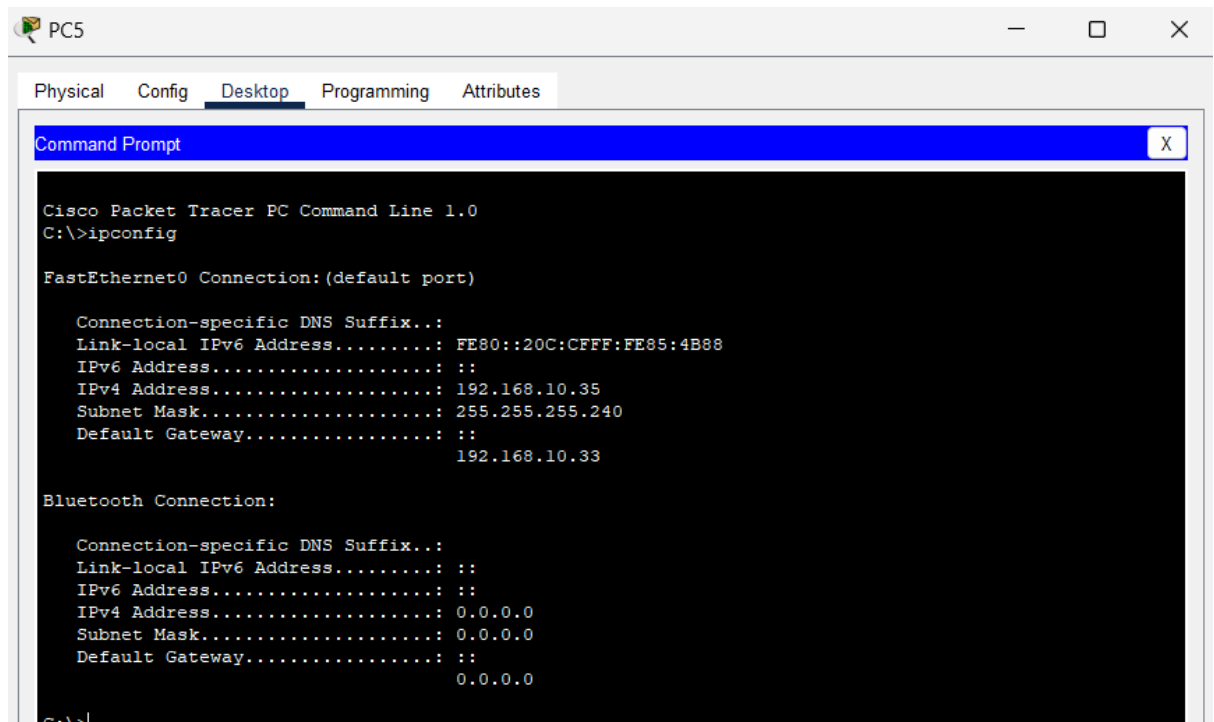 PC5
Physical Config Desktop Programming Attributes
Command Prompt
X
Cisco Packet Tracer PC Command Line 1.0
C:\>ipconfig
FastEthernet0 Connection:(default port)
Connection-specific DNS Suffix..:
Link-local IPv6 Address.........: FE80::20C:CFFF:FE85:4B88
IPv6 Address....................: ::
IPv4 Address....................: 192.168.10.35
Subnet Mask.....................: 255.255.255.240
Default Gateway.................: ::
192.168.10.33
Bluetooth Connection:
Connection-specific DNS Suffix..:
Link-local IPv6 Address.........: ::
IPv6 Address....................: ::
IPv4 Address....................: 0.0.0.0
Subnet Mask.....................: 0.0.0.0
Default Gateway.................: ::
0.0.0.0
C:\>